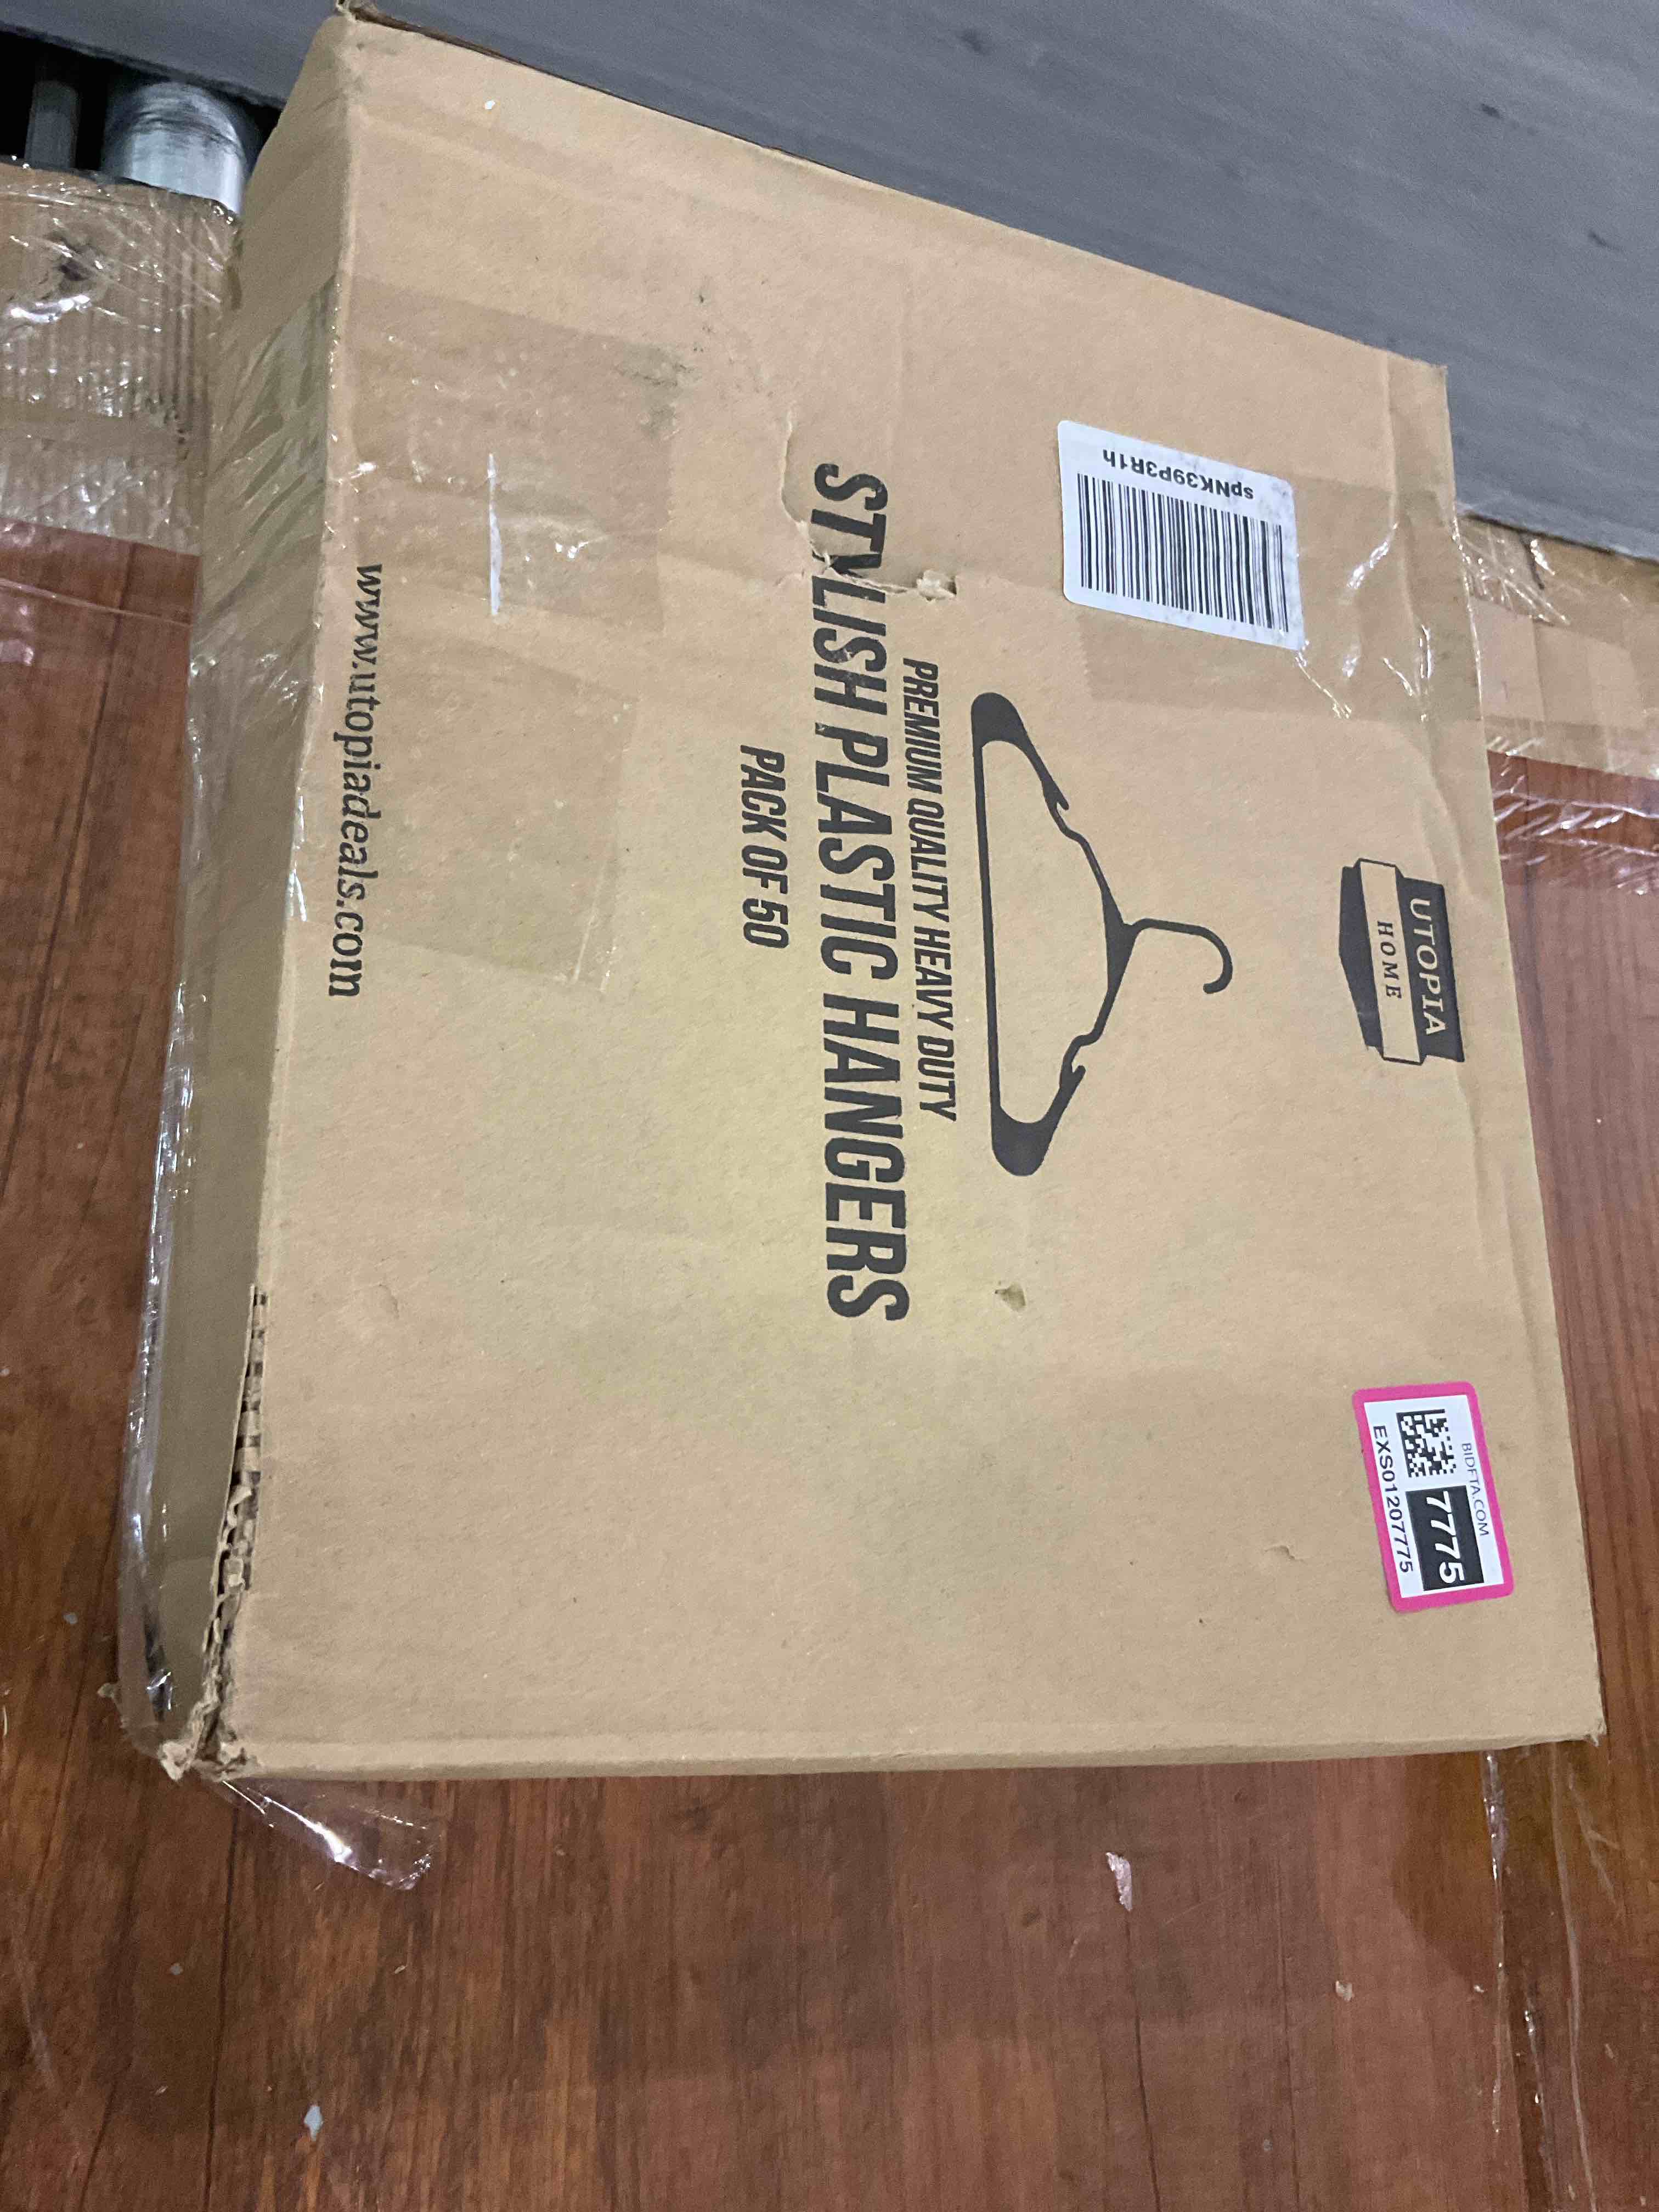 UTOPIA
HOME
BIDFTA.COM
7775
EXS01207775
spNK39P3R1h
PREMIUM QUALITY HEAVY DUTY
STYLISH PLASTIC HANGERS
PACK OF 50
www.utopiadeals.com